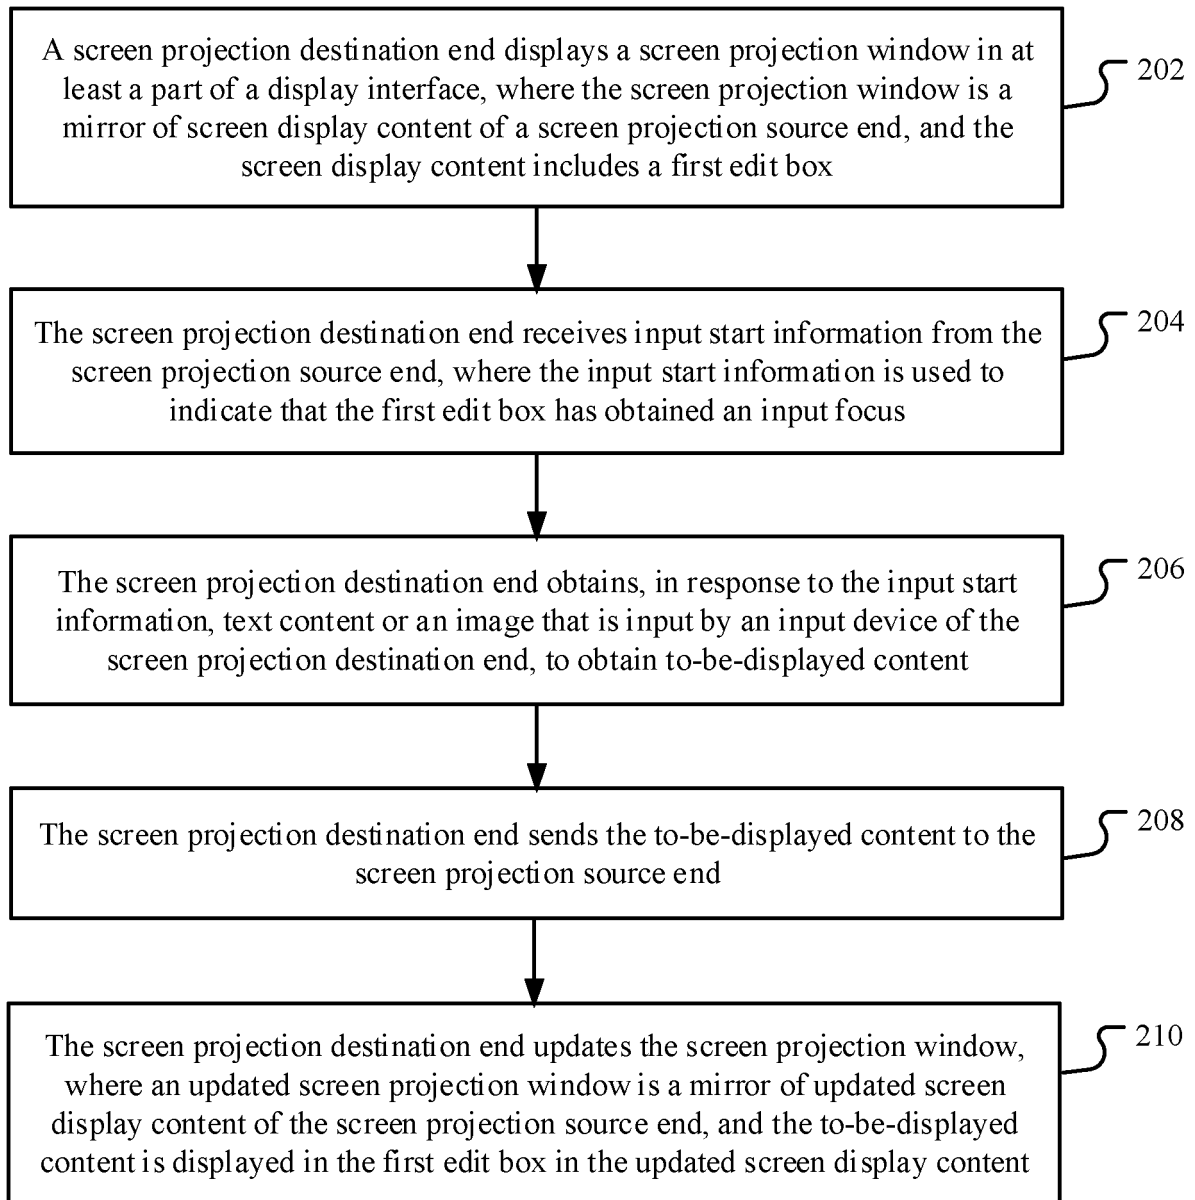 A screen projection destination end displays a screen projection window in at
least a part of a display interface, where the screen projection window is a
mirror of screen display content of a screen projection source end, and the
screen display content includes a first edit box
202
The screen projection destination end receives input start information from the
screen projection source end, where the input start information is used to
indicate that the first edit box has obtained an input focus
204
The screen projection destination end obtains, in response to the input start
information, text content or an image that is input by an input device of the
screen projection destination end, to obtain to-be-displayed content
206
The screen projection destination end sends the to-be-displayed content to the
screen projection source end
208
The screen projection destination end updates the screen projection window,
where an updated screen projection window is a mirror of updated screen
display content of the screen projection source end, and the to-be-displayed
content is displayed in the first edit box in the updated screen display content
210